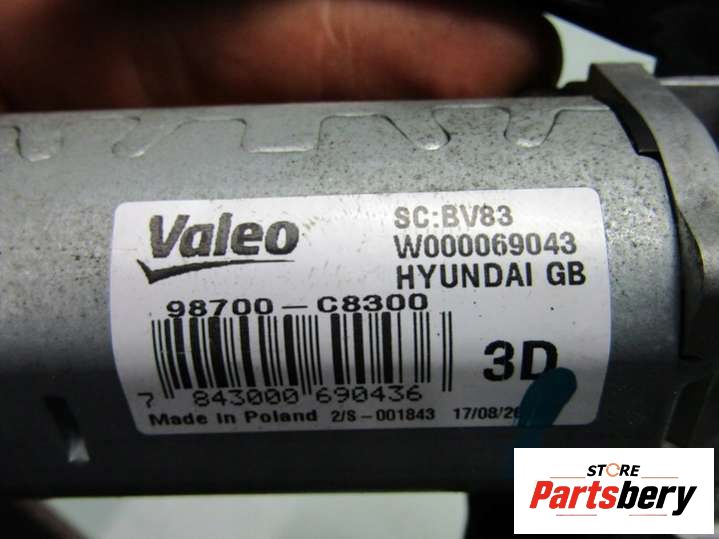 Valeo
SC:BV83
W000069043
HYUNDAI GB
98700-C8300
3D
7 843000 690436
Made in Poland 2/S-001843 17/08/
STORE
Partsbery